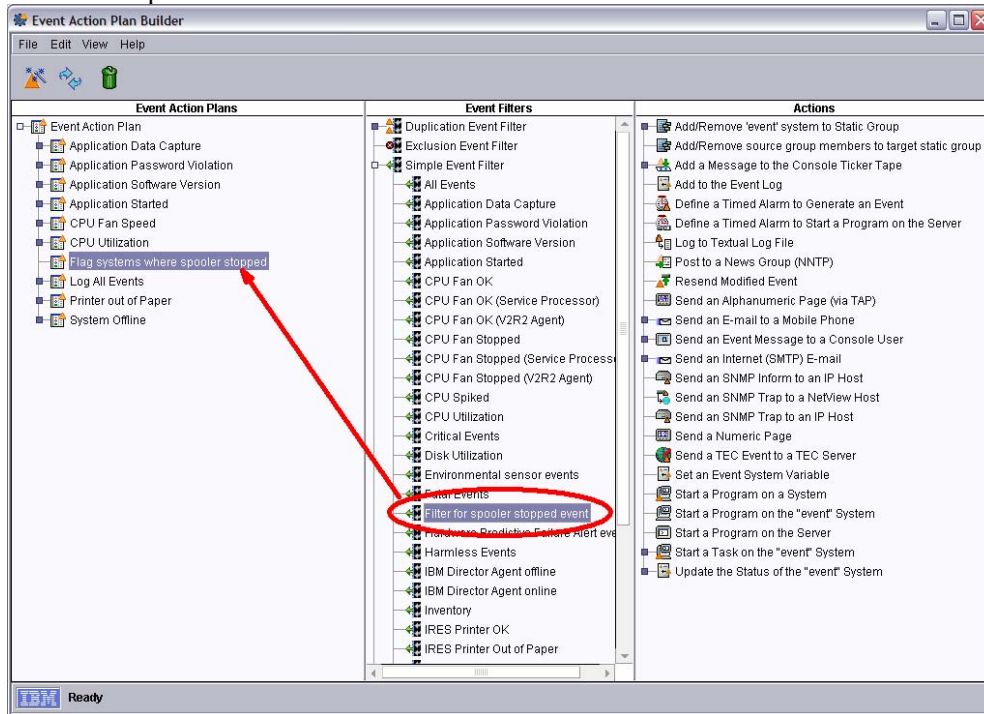 Event Action Plan Builder
File Edit View Help
Event Action Plans
Event Action Plan
Application Data Capture
Application Password Violation
Application Software Version
Application Started
CPU Fan Speed
CPU Utilization
Flag systems where spooler stopped
Log All Events
Printer out of Paper
System Offline
Event Filters
Duplication Event Filter
Exclusion Event Filter
Simple Event Filter
All Events
Application Data Capture
Application Password Violation
Application Software Version
Application Started
CPU Fan OK
CPU Fan OK (Service Processor)
CPU Fan OK (V2R2 Agent)
CPU Fan Stopped
CPU Fan Stopped (Service Process
CPU Fan Stopped (V2R2 Agent)
CPU Spiked
CPU Utilization
Critical Events
Disk Utilization
Environmental sensor events
Fatal Events
Filter for spooler stopped event
Hardware Predictive Failure Alert eve
Harmless Events
IBM Director Agent offline
IBM Director Agent online
Inventory
IRES Printer OK
IRES Printer Out of Paper
Actions
Add/Remove 'event' system to Static Group
Add/Remove source group members to target static group
Add a Message to the Console Ticker Tape
Add to the Event Log
Define a Timed Alarm to Generate an Event
Define a Timed Alarm to Start a Program on the Server
Log to Textual Log File
Post to a News Group (NNTP)
Resend Modified Event
Send an Alphanumeric Page (via TAP)
Send an E-mail to a Mobile Phone
Send an Event Message to a Console User
Send an Internet (SMTP) E-mail
Send an SNMP Inform to an IP Host
Send an SNMP Trap to a NetView Host
Send an SNMP Trap to an IP Host
Send a Numeric Page
Send a TEC Event to a TEC Server
Set an Event System Variable
Start a Program on a System
Start a Program on the "event" System
Start a Program on the Server
Start a Task on the "event" System
Update the Status of the "event" System
IBM Ready